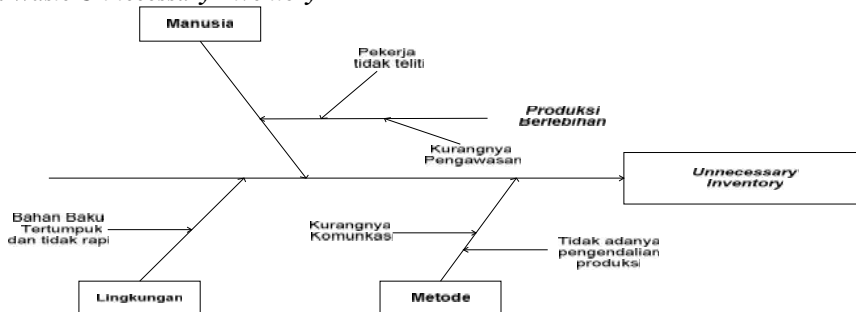 Manusia
Pekerja
tidak teliti
Produksi
Berlebihan
Kurangnya
Pengawasan
Unnecessary
Inventory
Bahan Baku
Tertumpuk
dan tidak rapi
Kurangnya
Komunkasi
Tidak adanya
pengendalian
produksi
Lingkungan
Metode